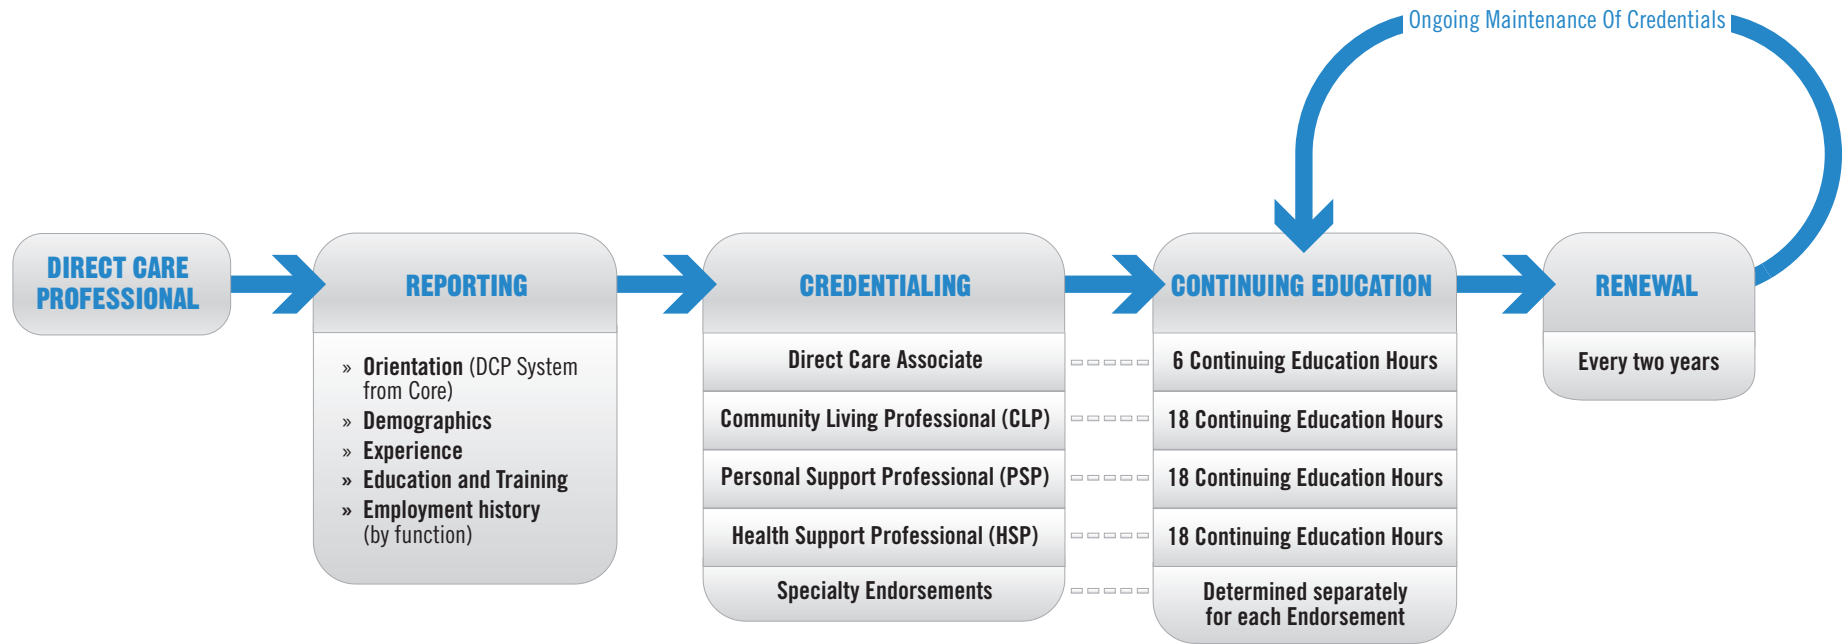 Ongoing Maintenance Of Credentials
DIRECT CARE
PROFESSIONAL
REPORTING
» Orientation (DCP System
from Core)
» Demographics
» Experience
» Education and Training
» Employment history
(by function)
CREDENTIALING
Direct Care Associate
Community Living Professional (CLP)
Personal Support Professional (PSP)
Health Support Professional (HSP)
Specialty Endorsements
CONTINUING EDUCATION
6 Continuing Education Hours
18 Continuing Education Hours
18 Continuing Education Hours
18 Continuing Education Hours
Determined separately
for each Endorsement
RENEWAL
Every two years